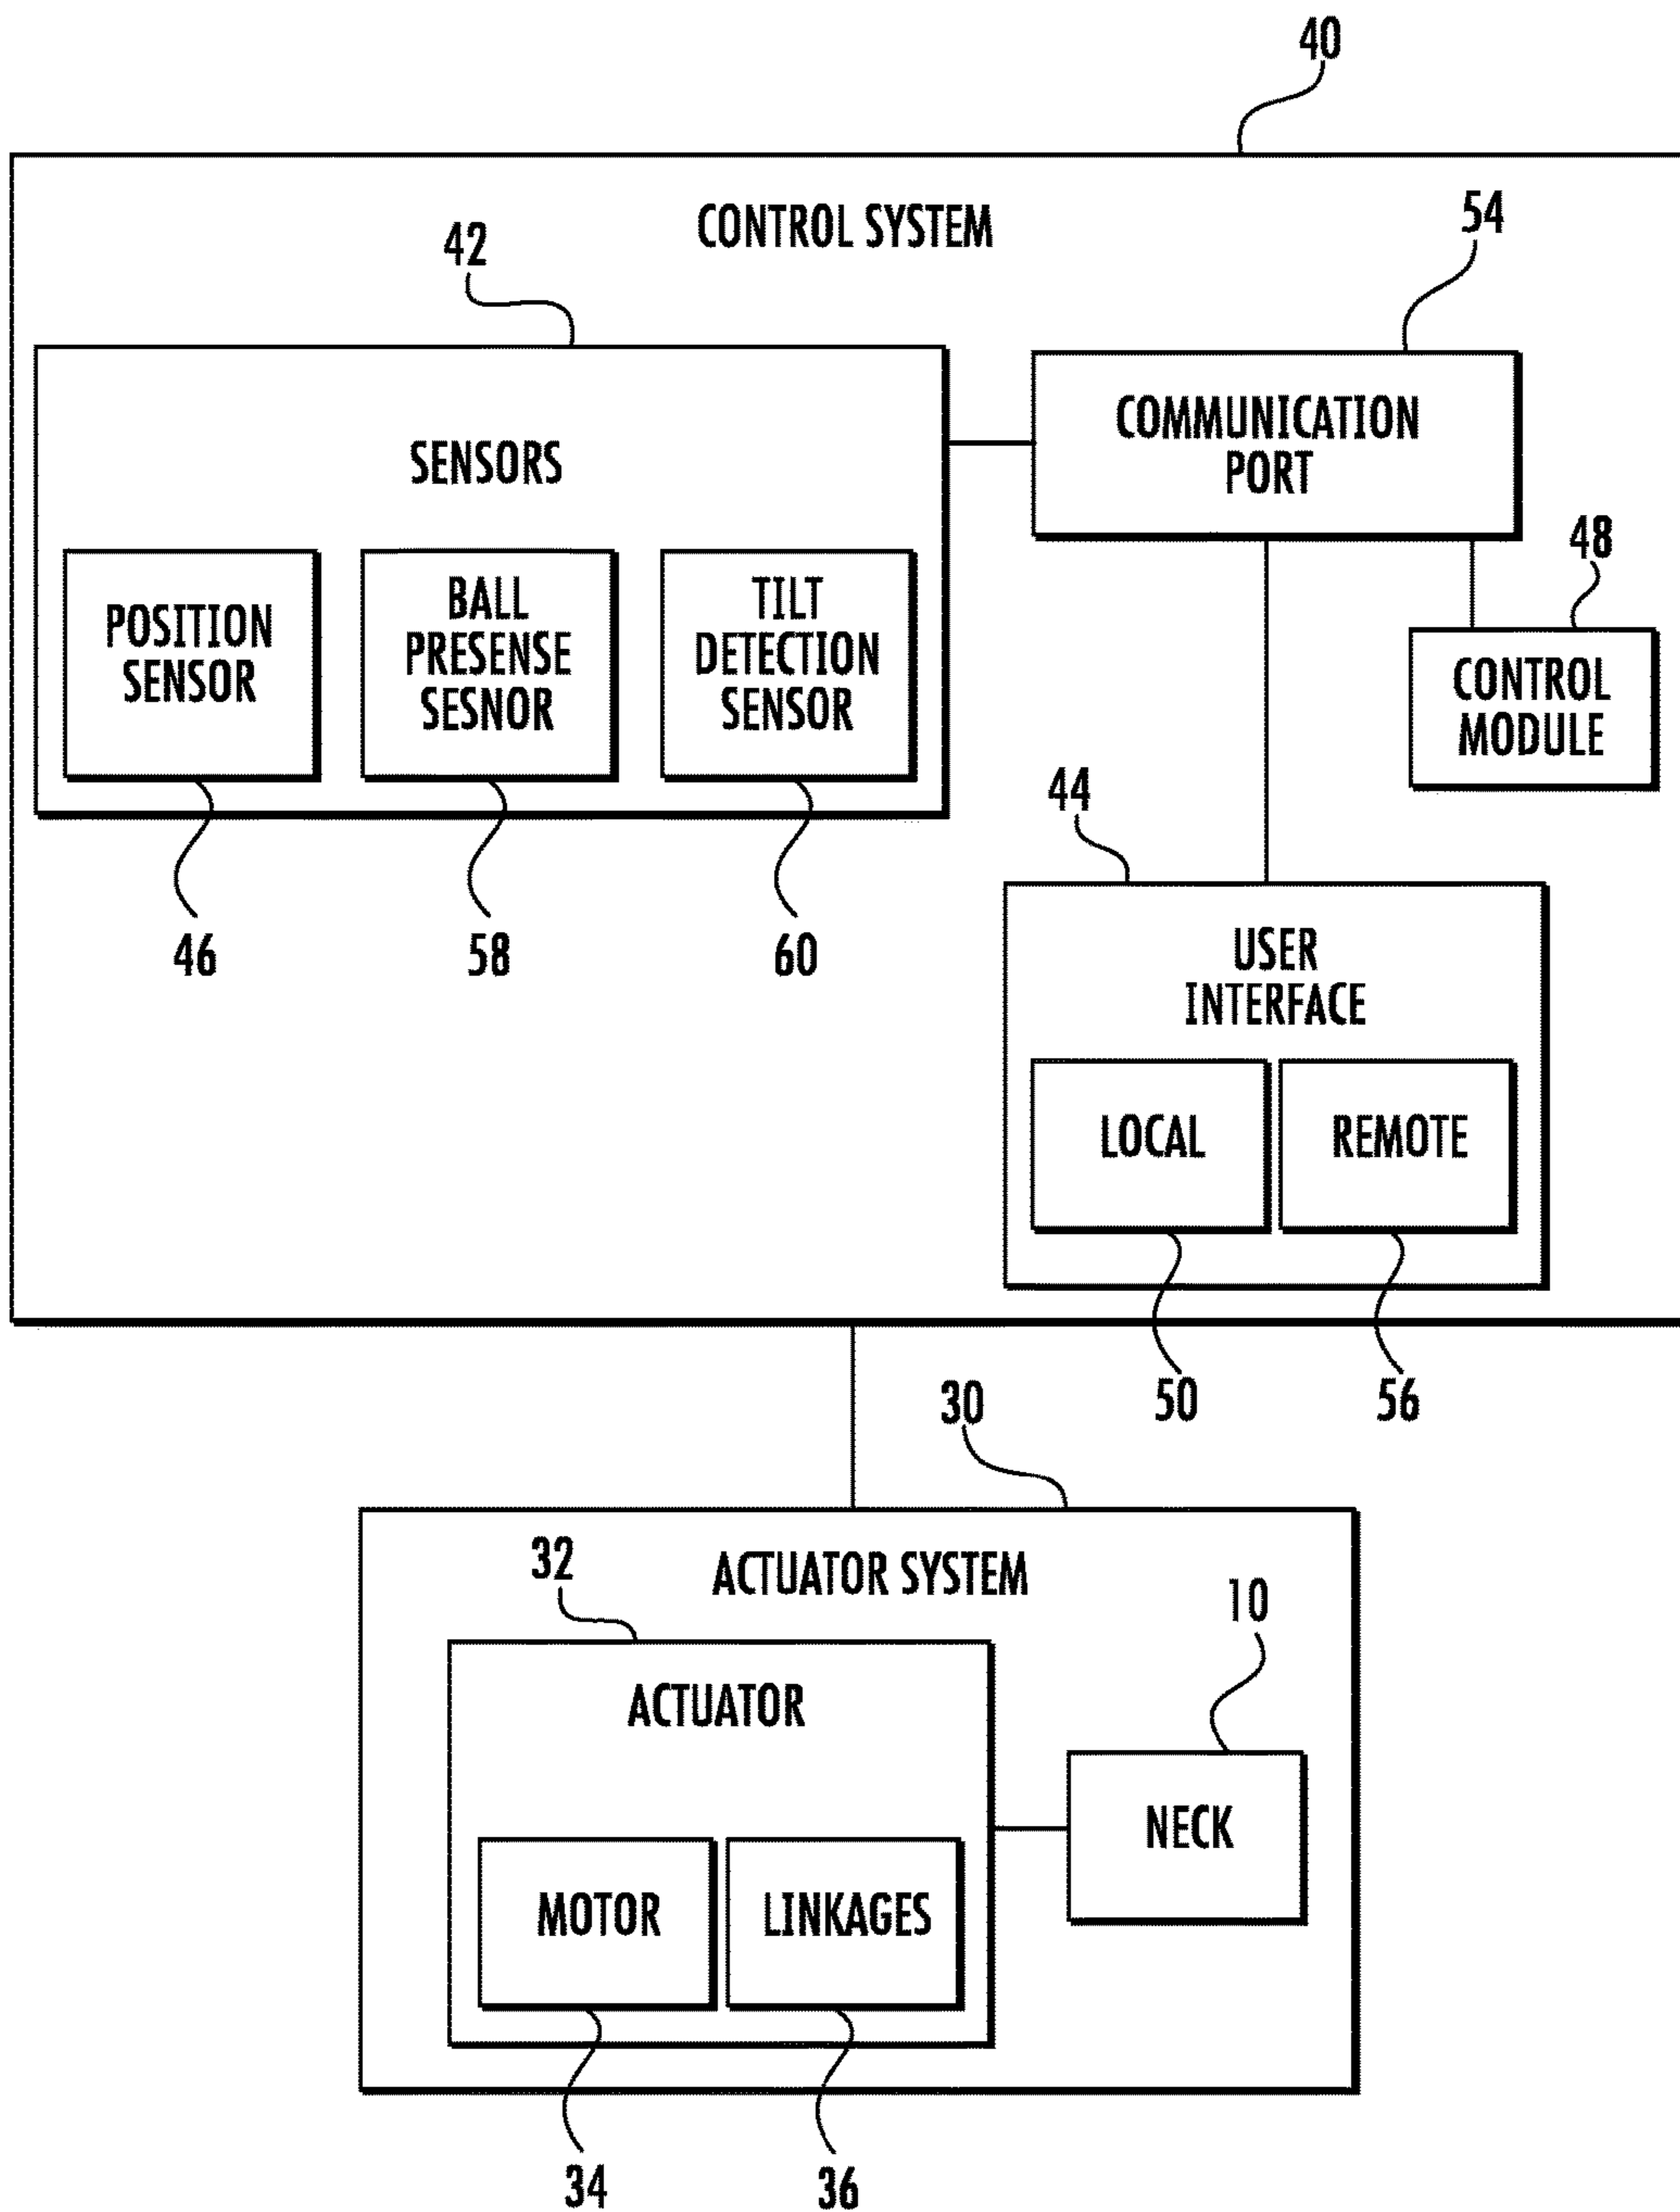 40
CONTROL SYSTEM
42
54
SENSORS
COMMUNICATION
PORT
48
POSITION
SENSOR
BALL
PRESENSE
SESNOR
TILT
DETECTION
SENSOR
CONTROL
MODULE
44
46
58
60
USER
INTERFACE
LOCAL
REMOTE
50
56
30
ACTUATOR SYSTEM
32
10
ACTUATOR
NECK
MOTOR
LINKAGES
34
36